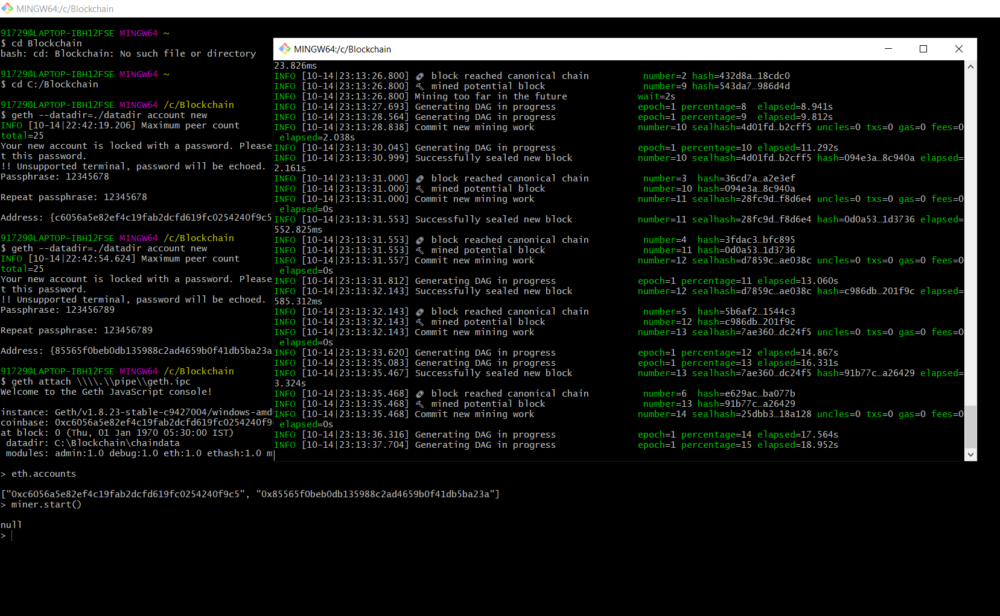 MINGW64:/c/Blockchain
91729@LAPTOP-IBH12FSE MINGW64 ~
$ cd Blockchain
bash: cd: Blockchain: No such file or directory
91729@LAPTOP-IBH12FSE MINGW64 ~
$ cd C:/Blockchain
91729@LAPTOP-IBH12FSE MINGW64 /c/Blockchain
$ geth --datadir=./datadir account new
INFO [10-14|22:42:19.206] Maximum peer count
total=25
Your new account is locked with a password. Please
t this password.
!! Unsupported terminal, password will be echoed.
Passphrase: 12345678
Repeat passphrase: 12345678
Address: {c6056a5e82ef4c19fab2dcfd619fc0254240f9c5
91729@LAPTOP-IBH12FSE MINGW64 /c/Blockchain
$ geth --datadir=./datadir account new
INFO [10-14|22:42:54.624] Maximum peer count
total=25
Your new account is locked with a password. Please
t this password.
!! Unsupported terminal, password will be echoed.
Passphrase: 123456789
Repeat passphrase: 123456789
Address: {85565f0beb0db135988c2ad4659b0f41db5ba23a
91729@LAPTOP-IBH12FSE MINGW64 /c/Blockchain
$ geth attach \\\\.\\pipe\\geth.ipc
Welcome to the Geth JavaScript console!
instance: Geth/v1.8.23-stable-c9427004/windows-amd
coinbase: 0xc6056a5e82ef4c19fab2dcfd619fc0254240f9
at block: 0 (Thu, 01 Jan 1970 05:30:00 IST)
datadir: C:\Blockchain\chaindata
modules: admin:1.0 debug:1.0 eth:1.0 ethash:1.0 m
> eth.accounts
["0xc6056a5e82ef4c19fab2dcfd619fc0254240f9c5", "0x85565f0beb0db135988c2ad4659b0f41db5ba23a"]
> miner.start()
null
>
MINGW64:/c/Blockchain
23.826ms
INFO [10-14|23:13:26.800] 🔗 block reached canonical chain number=2 hash=432d8a…18cdc0
INFO [10-14|23:13:26.800] 🔨 mined potential block number=9 hash=543da7…986d4d
INFO [10-14|23:13:26.800] Mining too far in the future wait=2s
INFO [10-14|23:13:27.693] Generating DAG in progress epoch=1 percentage=8 elapsed=8.941s
INFO [10-14|23:13:28.564] Generating DAG in progress epoch=1 percentage=9 elapsed=9.812s
INFO [10-14|23:13:28.838] Commit new mining work number=10 sealhash=4d01fd…b2cff5 uncles=0 txs=0 gas=0 fees=0
elapsed=2.038s
INFO [10-14|23:13:30.045] Generating DAG in progress epoch=1 percentage=10 elapsed=11.292s
INFO [10-14|23:13:30.999] Successfully sealed new block number=10 sealhash=4d01fd…b2cff5 hash=094e3a…8c940a elapsed=
2.161s
INFO [10-14|23:13:31.000] 🔗 block reached canonical chain number=3 hash=36cd7a…a2e3ef
INFO [10-14|23:13:31.000] 🔨 mined potential block number=10 hash=094e3a…8c940a
INFO [10-14|23:13:31.000] Commit new mining work number=11 sealhash=28fc9d…f8d6e4 uncles=0 txs=0 gas=0 fees=0
elapsed=0s
INFO [10-14|23:13:31.553] Successfully sealed new block number=11 sealhash=28fc9d…f8d6e4 hash=0d0a53…1d3736 elapsed=
552.825ms
INFO [10-14|23:13:31.553] 🔗 block reached canonical chain number=4 hash=3fdac3…bfc895
INFO [10-14|23:13:31.553] 🔨 mined potential block number=11 hash=0d0a53…1d3736
INFO [10-14|23:13:31.557] Commit new mining work number=12 sealhash=d7859c…ae038c uncles=0 txs=0 gas=0 fees=0
elapsed=0s
INFO [10-14|23:13:31.812] Generating DAG in progress epoch=1 percentage=11 elapsed=13.060s
INFO [10-14|23:13:32.143] Successfully sealed new block number=12 sealhash=d7859c…ae038c hash=c986db…201f9c elapsed=
585.312ms
INFO [10-14|23:13:32.143] 🔗 block reached canonical chain number=5 hash=5b6af2…1544c3
INFO [10-14|23:13:32.143] 🔨 mined potential block number=12 hash=c986db…201f9c
INFO [10-14|23:13:32.143] Commit new mining work number=13 sealhash=7ae360…dc24f5 uncles=0 txs=0 gas=0 fees=0
elapsed=0s
INFO [10-14|23:13:33.620] Generating DAG in progress epoch=1 percentage=12 elapsed=14.867s
INFO [10-14|23:13:35.083] Generating DAG in progress epoch=1 percentage=13 elapsed=16.331s
INFO [10-14|23:13:35.467] Successfully sealed new block number=13 sealhash=7ae360…dc24f5 hash=91b77c…a26429 elapsed=
3.324s
INFO [10-14|23:13:35.468] 🔗 block reached canonical chain number=6 hash=e629ac…ba077b
INFO [10-14|23:13:35.468] 🔨 mined potential block number=13 hash=91b77c…a26429
INFO [10-14|23:13:35.468] Commit new mining work number=14 sealhash=25dbb3…18a128 uncles=0 txs=0 gas=0 fees=0
elapsed=0s
INFO [10-14|23:13:36.316] Generating DAG in progress epoch=1 percentage=14 elapsed=17.564s
INFO [10-14|23:13:37.704] Generating DAG in progress epoch=1 percentage=15 elapsed=18.952s